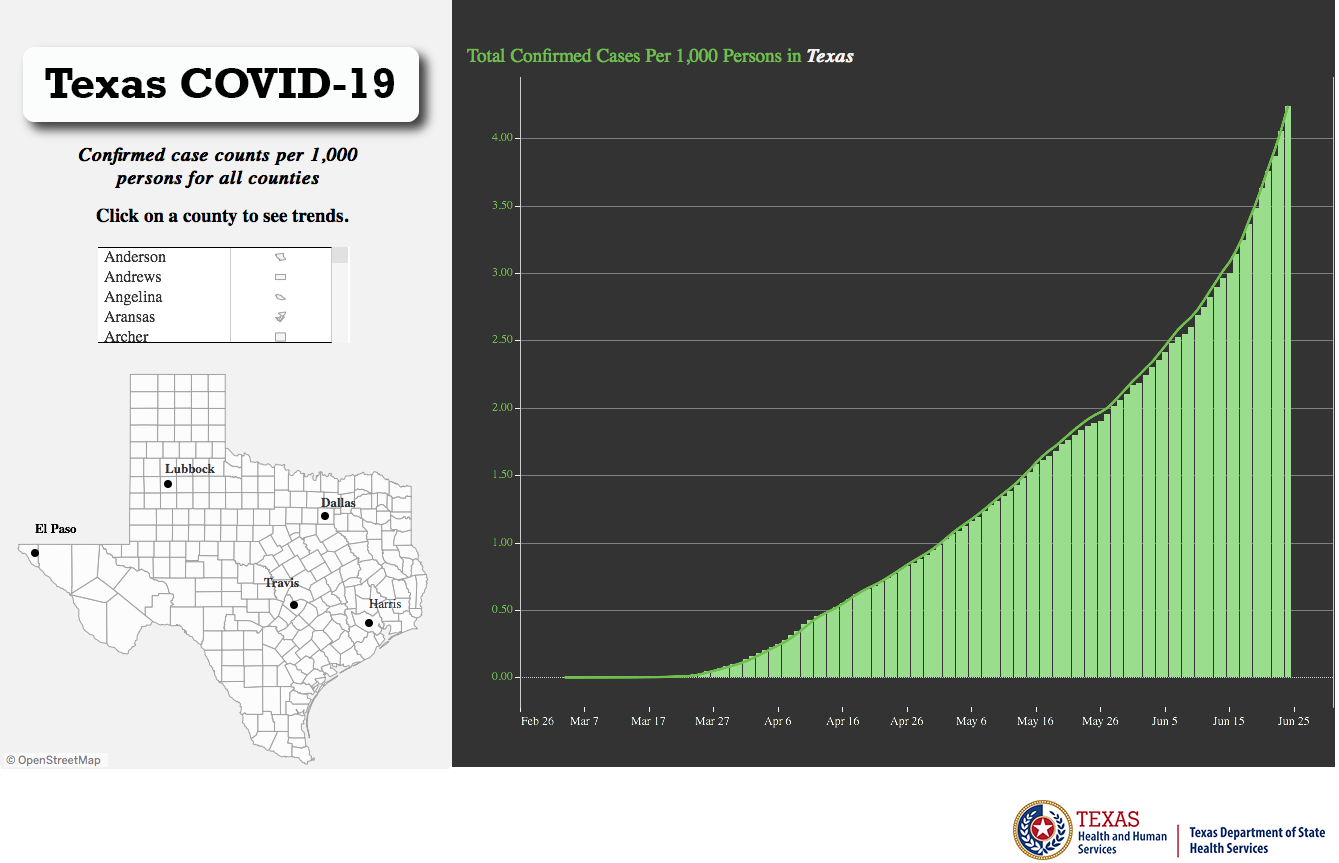 Texas COVID-19
Confirmed case counts per 1,000
persons for all counties
Click on a county to see trends.
Anderson
Andrews
Angelina
Aransas
Archer
Lubbock
Dallas
El Paso
Travis
Harris
© OpenStreetMap
Total Confirmed Cases Per 1,000 Persons in Texas
4.00
3.50
3.00
2.50
2.00
1.50
1.00
0.50
0.00
Feb 26 Mar 7 Mar 17 Mar 27 Apr 6 Apr 16 Apr 26 May 6 May 16 May 26 Jun 5 Jun 15 Jun 25
TEXAS
Health and Human
Services
Texas Department of State
Health Services